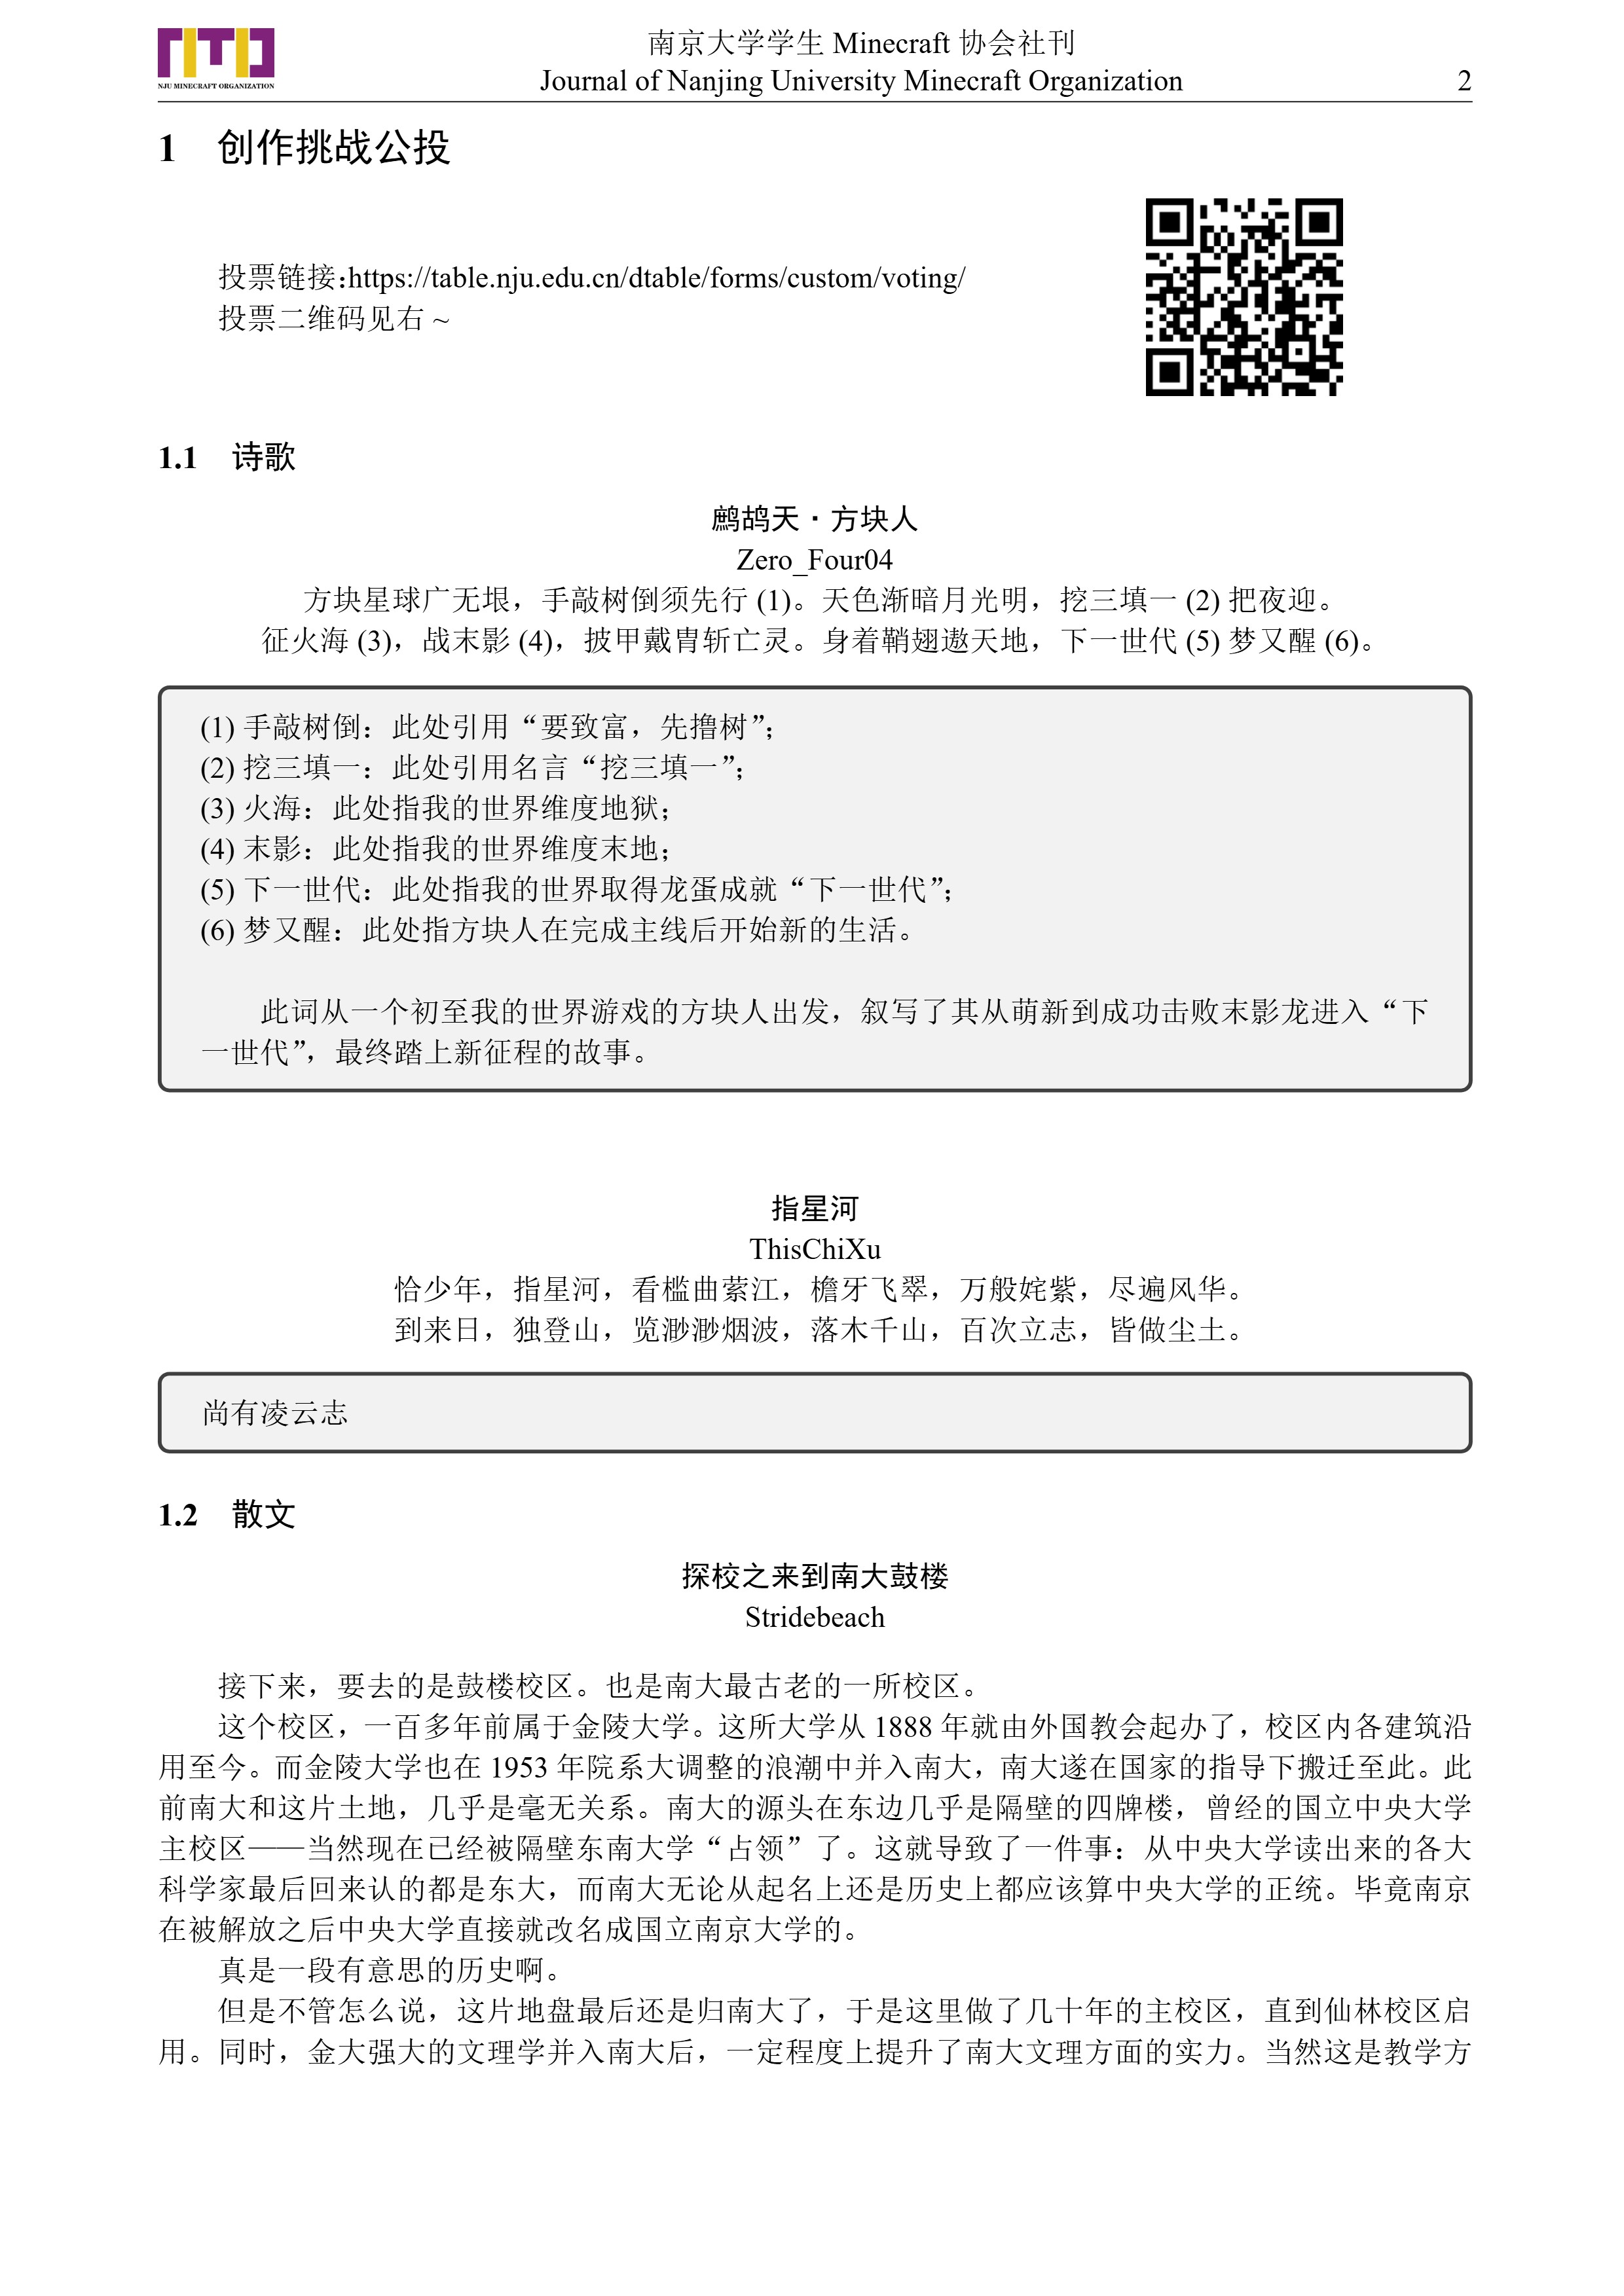 NJU MINECRAFT ORGANIZATION
南京大学学生 Minecraft 协会社刊
Journal of Nanjing University Minecraft Organization
2
1 创作挑战公投
投票链接:https://table.nju.edu.cn/dtable/forms/custom/voting/
投票二维码见右 ~
1.1 诗歌
鹧鸪天·方块人
Zero_Four04
方块星球广无垠，手敲树倒须先行 (1)。天色渐暗月光明，挖三填一 (2) 把夜迎。
征火海 (3)，战末影 (4)，披甲戴胄斩亡灵。身着鞘翅遨天地，下一世代 (5) 梦又醒 (6)。
(1) 手敲树倒：此处引用“要致富，先撸树”；
(2) 挖三填一：此处引用名言“挖三填一”；
(3) 火海：此处指我的世界维度地狱；
(4) 末影：此处指我的世界维度末地；
(5) 下一世代：此处指我的世界取得龙蛋成就“下一世代”；
(6) 梦又醒：此处指方块人在完成主线后开始新的生活。
此词从一个初至我的世界游戏的方块人出发，叙写了其从萌新到成功击败末影龙进入“下
一世代”，最终踏上新征程的故事。
指星河
ThisChiXu
恰少年，指星河，看槛曲萦江，檐牙飞翠，万般姹紫，尽遍风华。
到来日，独登山，览渺渺烟波，落木千山，百次立志，皆做尘土。
尚有凌云志
1.2 散文
探校之来到南大鼓楼
Stridebeach
接下来，要去的是鼓楼校区。也是南大最古老的一所校区。
这个校区，一百多年前属于金陵大学。这所大学从 1888 年就由外国教会起办了，校区内各建筑沿
用至今。而金陵大学也在 1953 年院系大调整的浪潮中并入南大，南大遂在国家的指导下搬迁至此。此
前南大和这片土地，几乎是毫无关系。南大的源头在东边几乎是隔壁的四牌楼，曾经的国立中央大学
主校区——当然现在已经被隔壁东南大学“占领”了。这就导致了一件事：从中央大学读出来的各大
科学家最后回来认的都是东大，而南大无论从起名上还是历史上都应该算中央大学的正统。毕竟南京
在被解放之后中央大学直接就改名成国立南京大学的。
真是一段有意思的历史啊。
但是不管怎么说，这片地盘最后还是归南大了，于是这里做了几十年的主校区，直到仙林校区启
用。同时，金大强大的文理学并入南大后，一定程度上提升了南大文理方面的实力。当然这是教学方